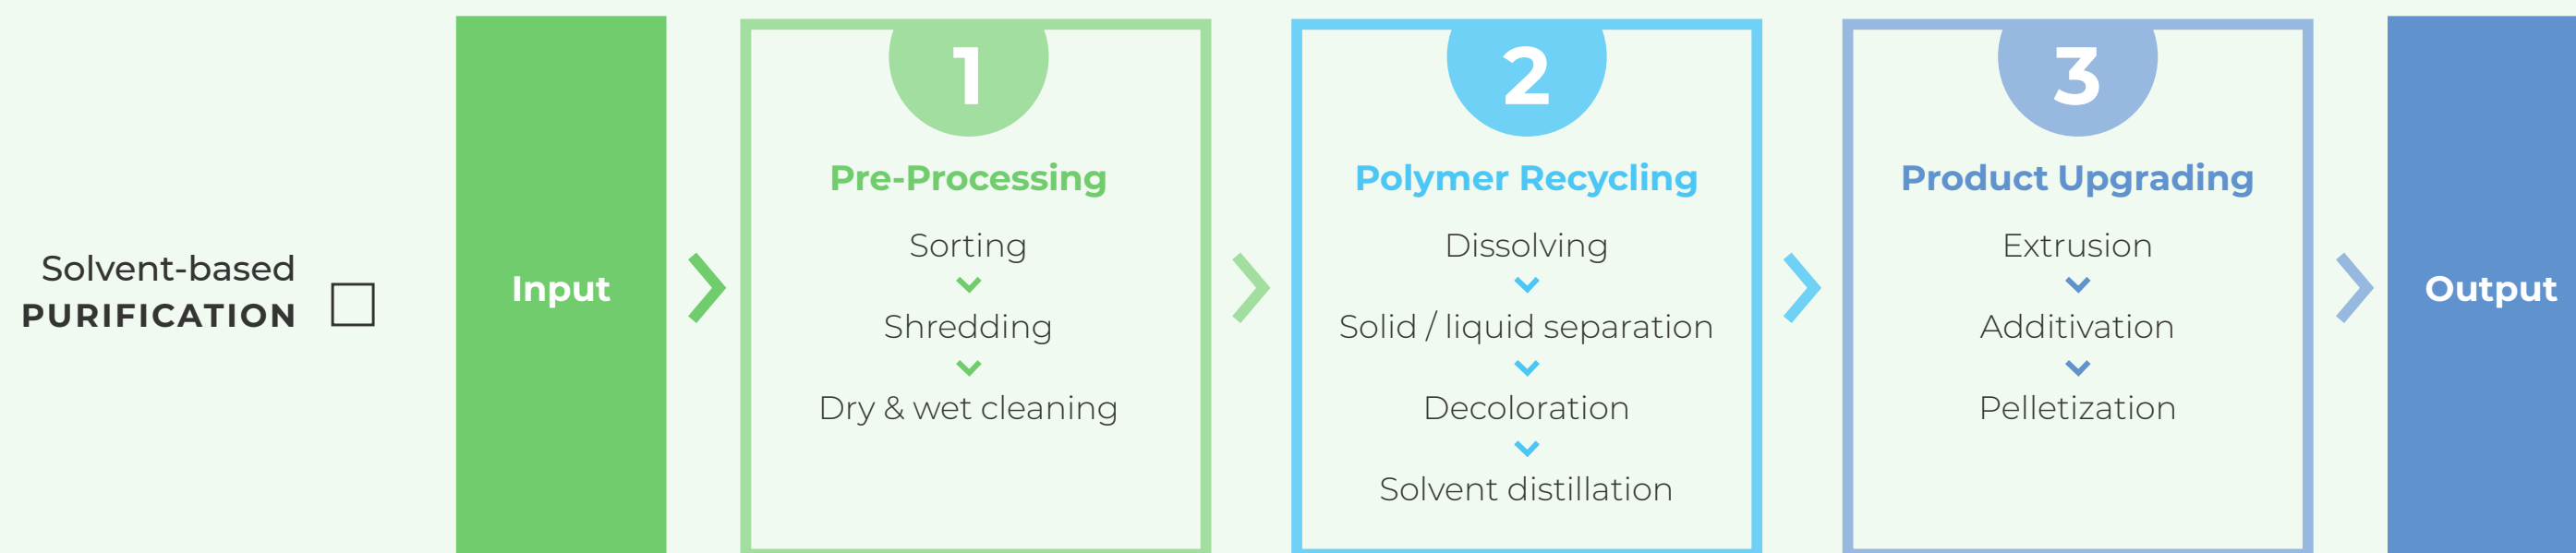 Solvent-based
PURIFICATION
Input
1
Pre-Processing
Sorting
Shredding
Dry & wet cleaning
2
Polymer Recycling
Dissolving
Solid / liquid separation
Decoloration
Solvent distillation
3
Product Upgrading
Extrusion
Additivation
Pelletization
Output